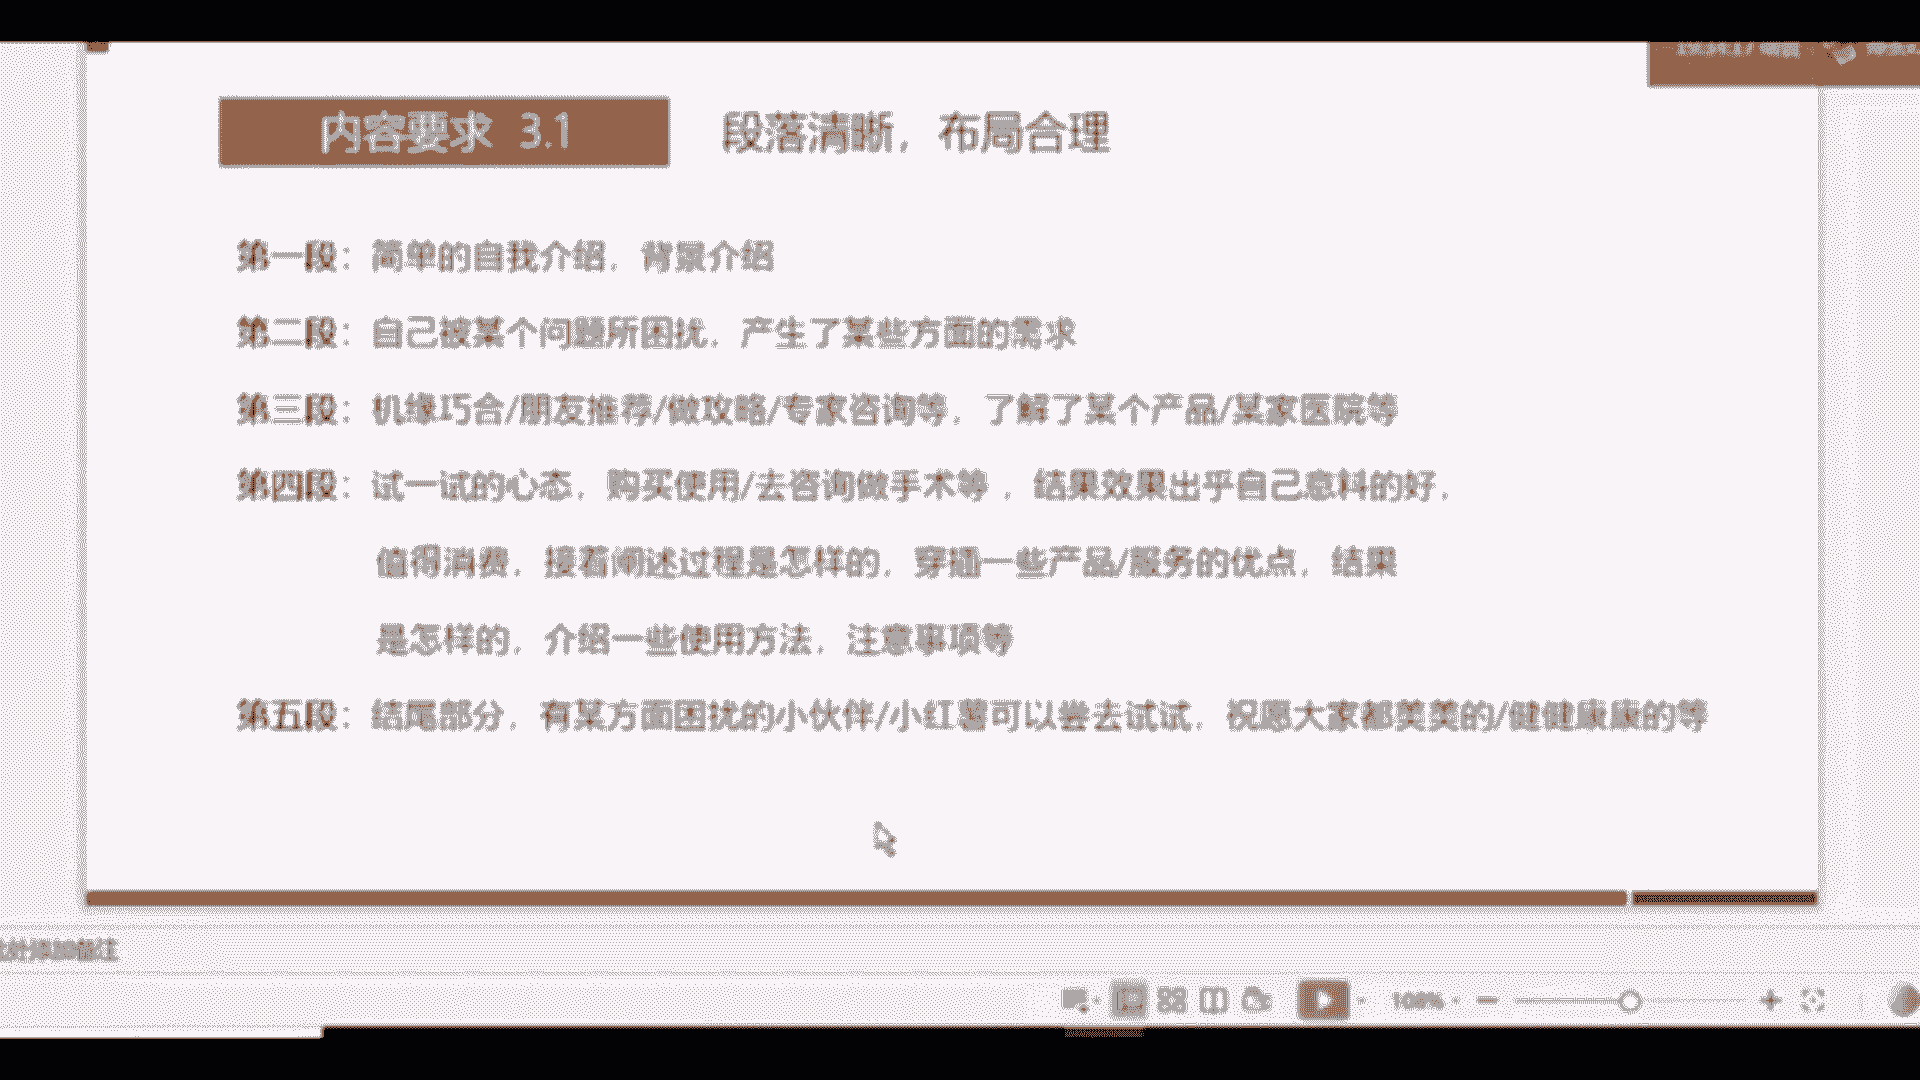 内容要求 3.1
段落清晰，布局合理
第一段：简单的自我介绍，背景介绍
第二段：自己被某个问题所困扰，产生了某些方面的需求
第三段：机缘巧合/朋友推荐/做攻略/专家咨询等，了解了某个产品/某家医院等
第四段：试一试的心态，购买使用/去咨询做手术等，结果效果出乎自己意料的好，
值得消费，接着阐述过程是怎样的，穿插一些产品/服务的优点，结果
是怎样的，介绍一些使用方法，注意事项等
第五段：结尾部分，有某方面困扰的小伙伴/小红薯可以尝去试试，祝愿大家都美美的/健健康康的等
100%